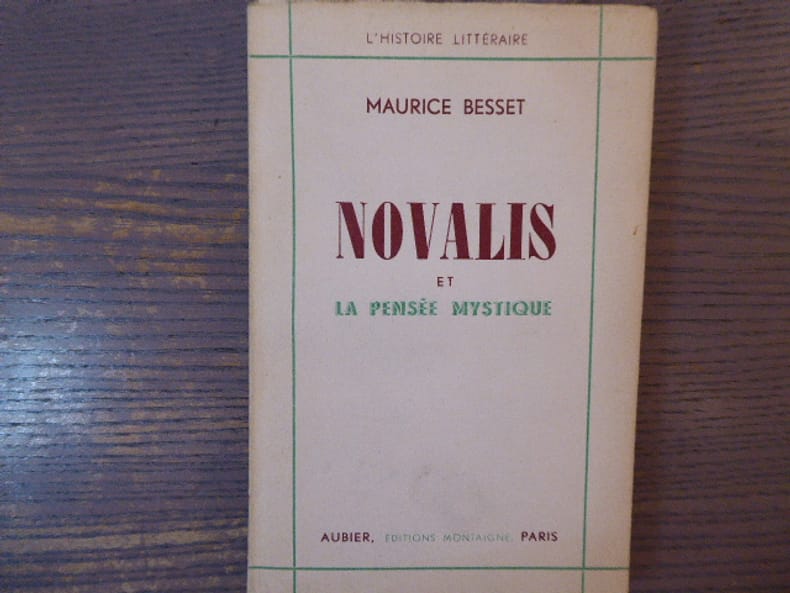 L'HISTOIRE LITTÉRAIRE
MAURICE BESSET
NOVALIS
ET
LA PENSÉE MYSTIQUE
AUBIER, ÉDITIONS MONTAIGNE, PARIS